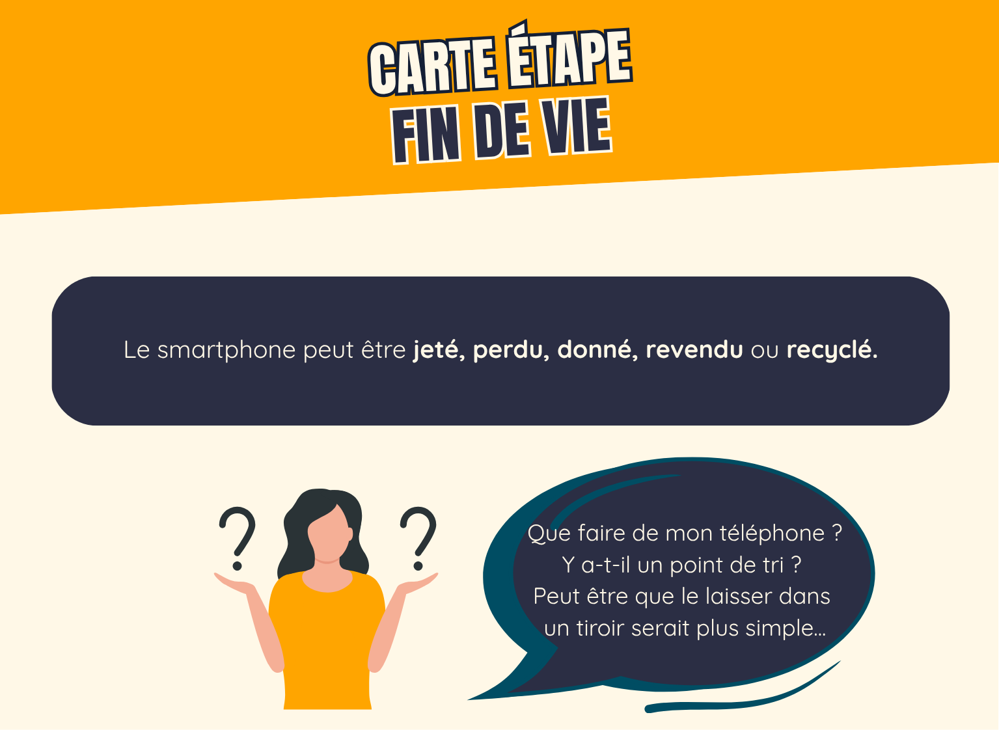 CARTE ÉTAPE
FIN DE VIE
Le smartphone peut être jeté, perdu, donné, revendu ou recyclé.
?
?
Que faire de mon téléphone ?
Y a-t-il un point de tri ?
Peut être que le laisser dans
un tiroir serait plus simple...